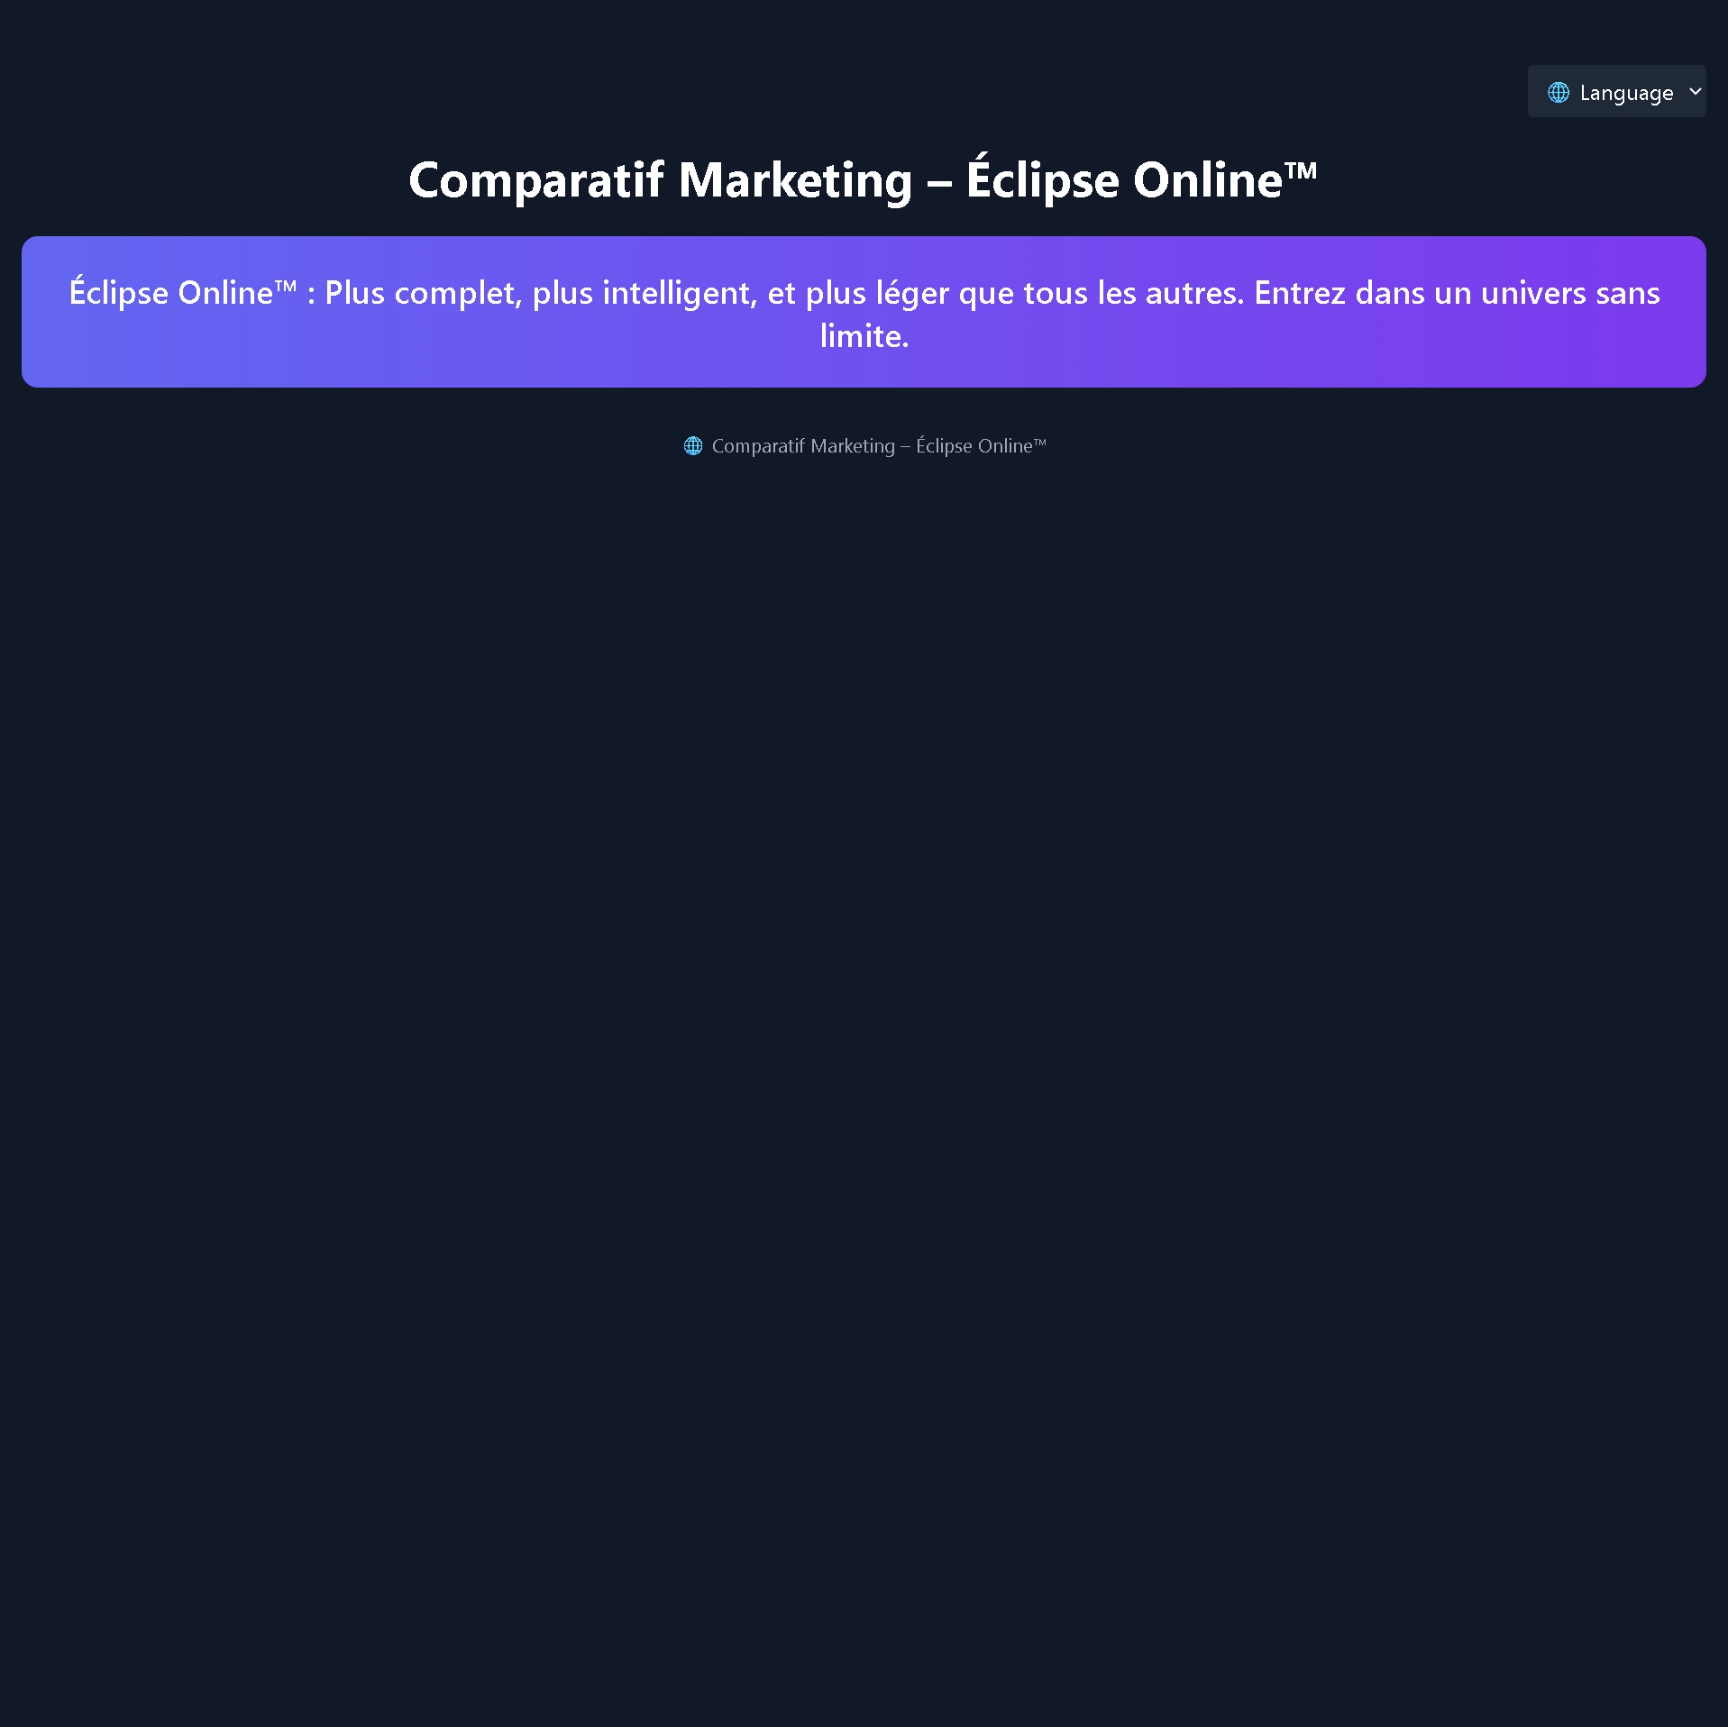 Language
Comparatif Marketing – Éclipse Online™
Éclipse Online™ : Plus complet, plus intelligent, et plus léger que tous les autres. Entrez dans un univers sans
limite.
Comparatif Marketing – Éclipse Online™